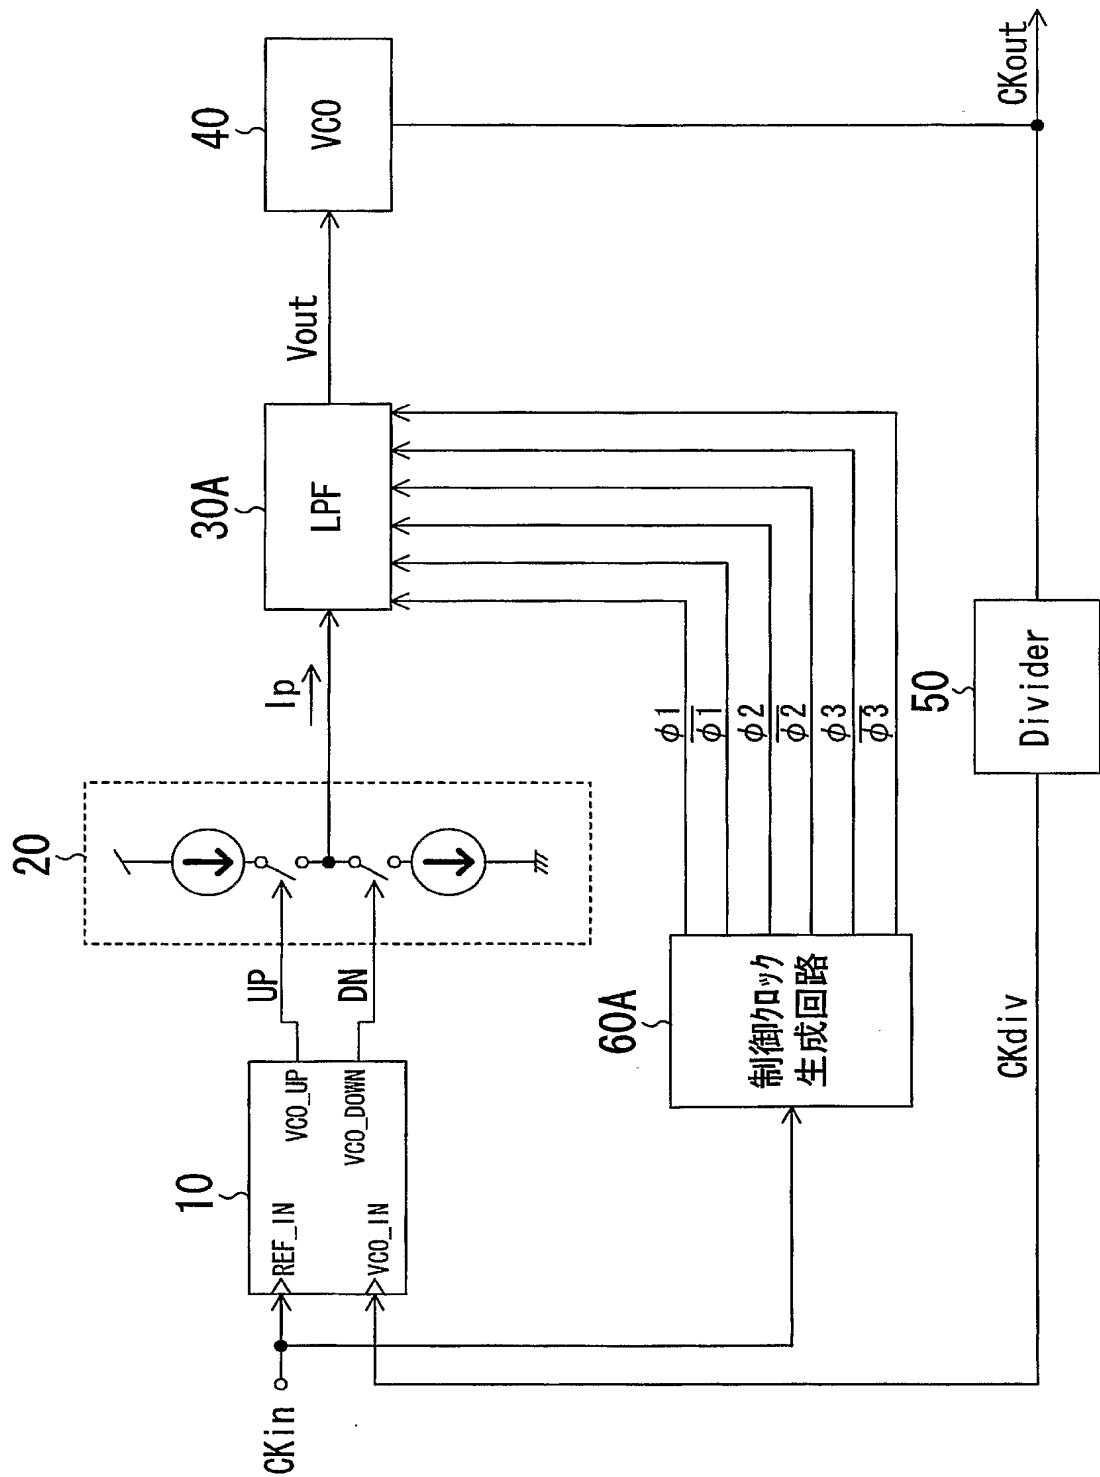 20
40
30A
10
UP
DN
Ip
Vout
VCO
LPF
CKin
REF_IN
VCO_UP
VCO_IN
VCO_DOWN
60A
制御クロック
生成回路
φ1
φ1̅
φ2
φ2̅
φ3
φ3̅
50
Divider
CKdiv
CKout